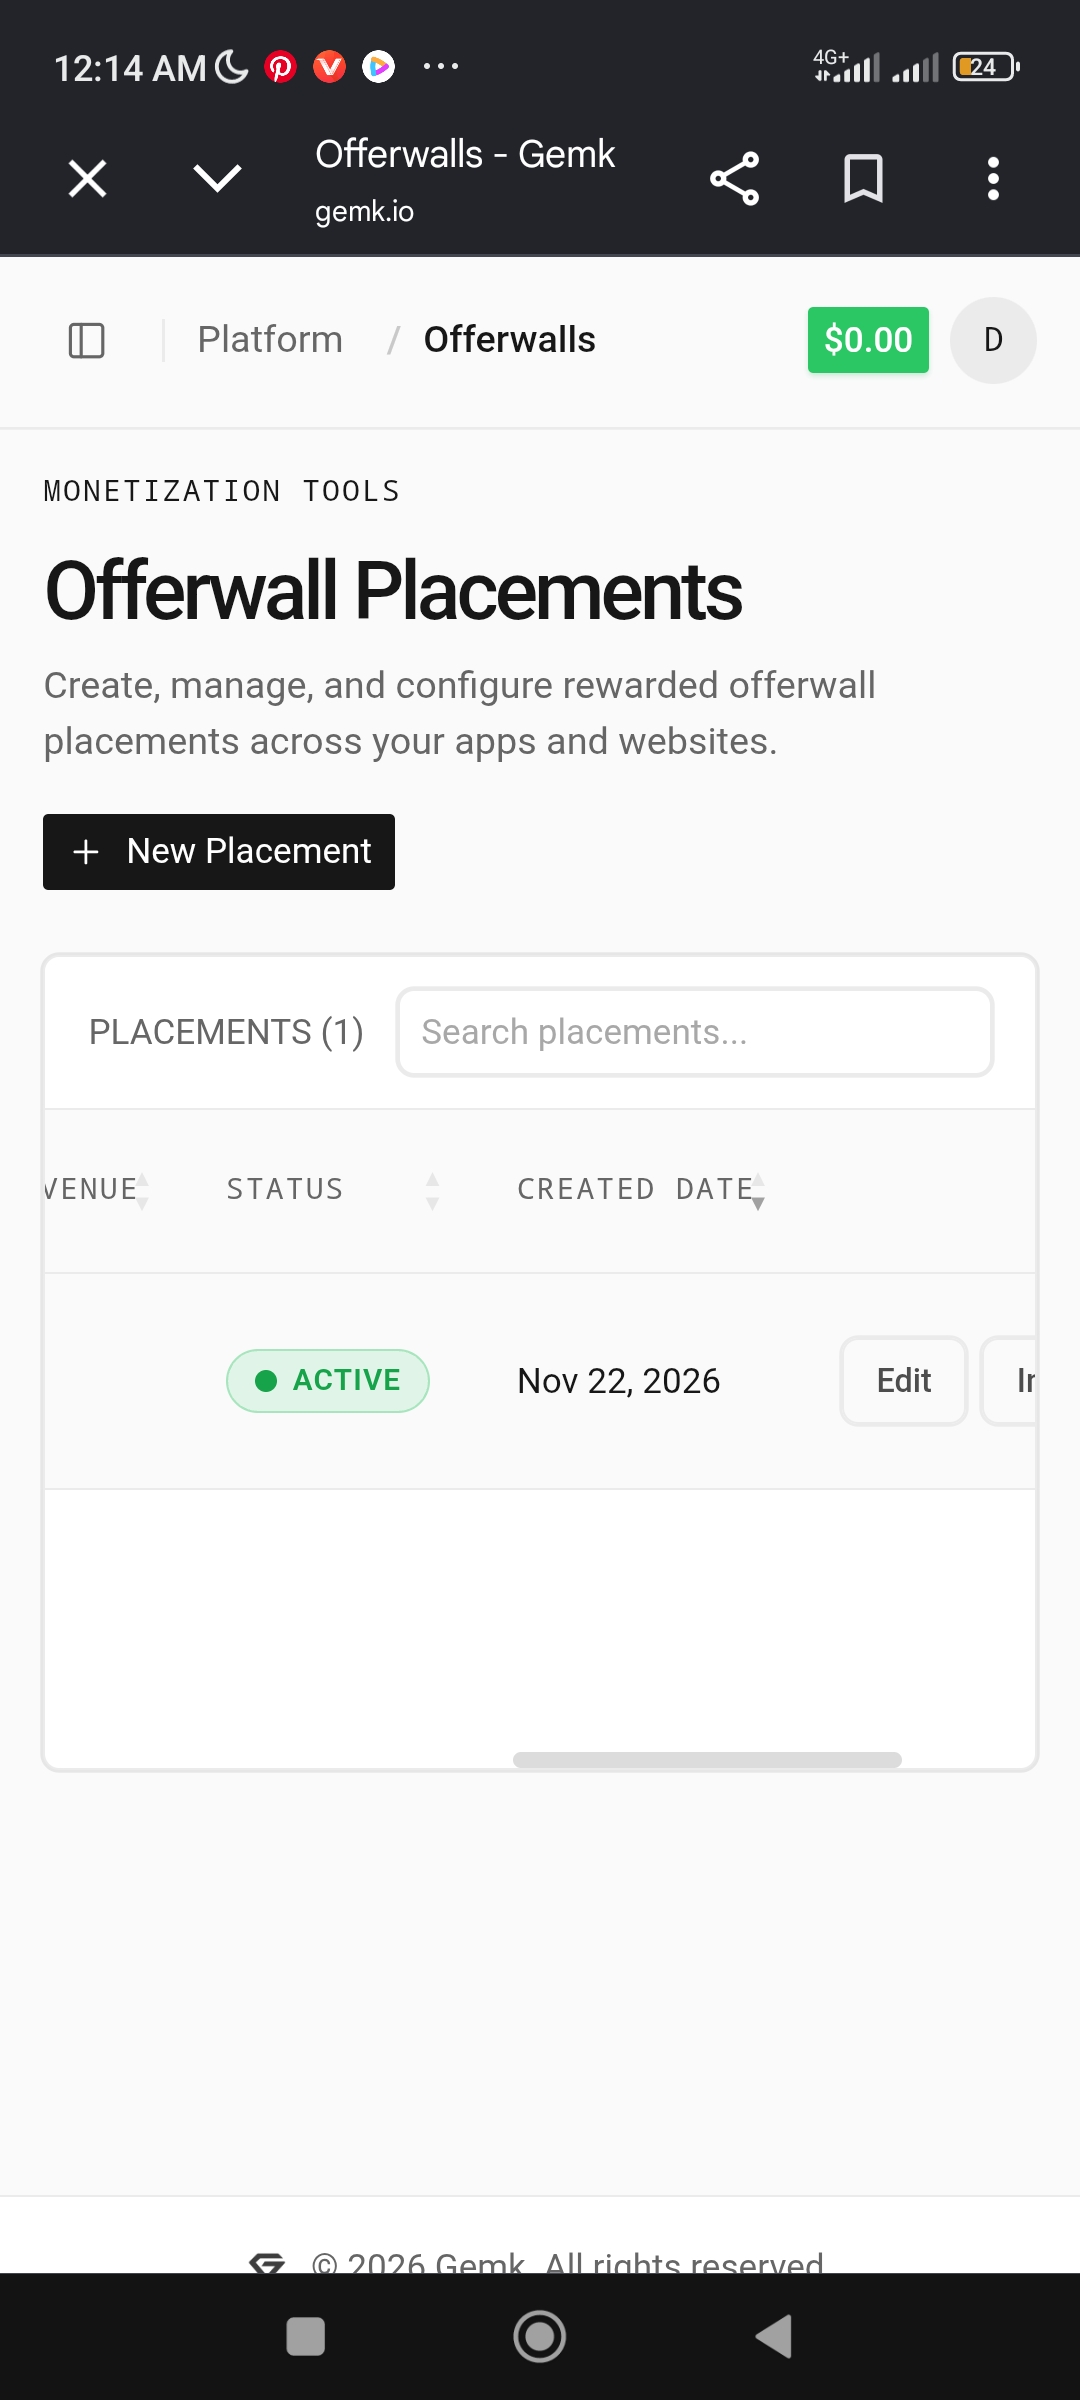 12:14 AM
4G+
24
Offerwalls - Gemk
gemk.io
Platform / Offerwalls
$0.00
D
MONETIZATION TOOLS
Offerwall Placements
Create, manage, and configure rewarded offerwall
placements across your apps and websites.
+ New Placement
PLACEMENTS (1)
Search placements...
VENUE
STATUS
CREATED DATE
ACTIVE
Nov 22, 2026
Edit
In
© 2026 Gemk. All rights reserved